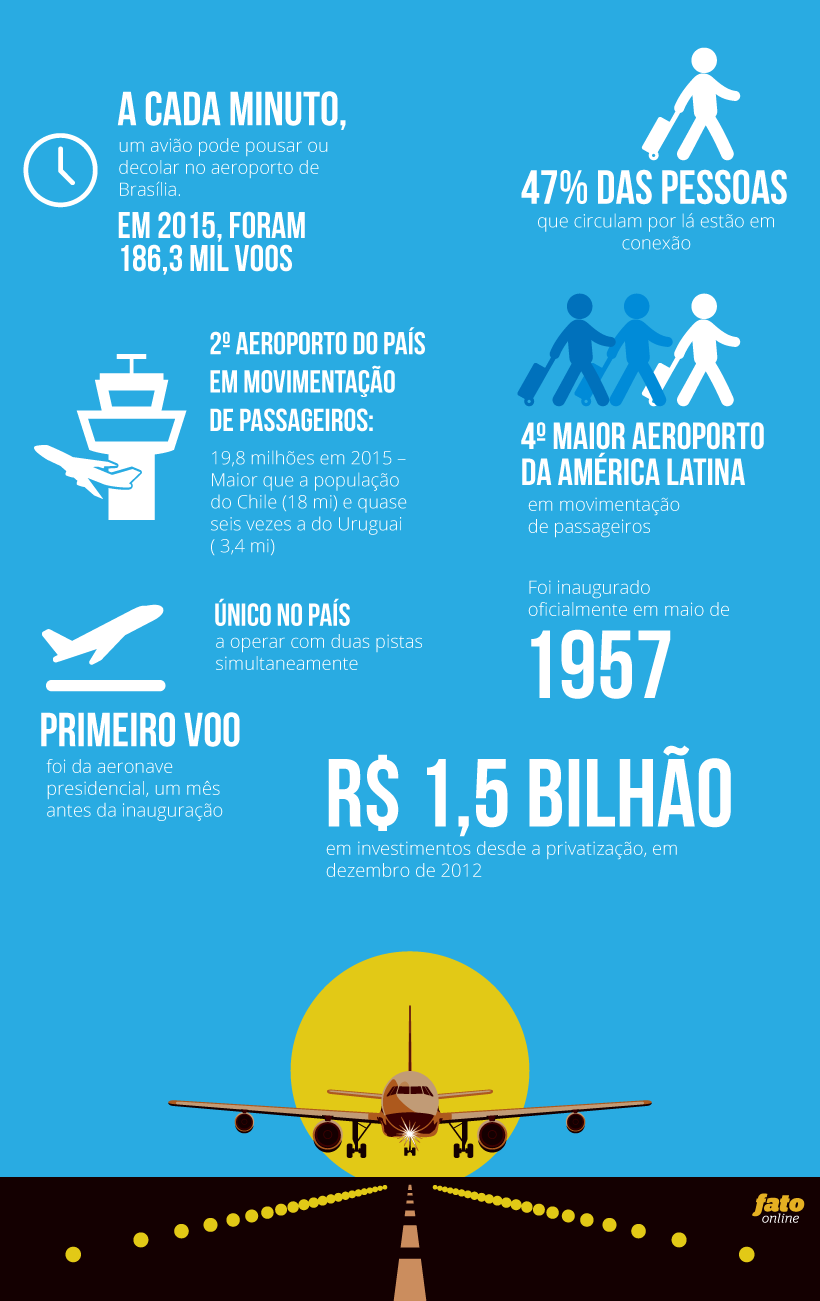 A CADA MINUTO,
um avião pode pousar ou
decolar no aeroporto de
Brasília.
EM 2015, FORAM
186,3 MIL VOOS
47% DAS PESSOAS
que circulam por lá estão em
conexão
2º AEROPORTO DO PAÍS
EM MOVIMENTAÇÃO
DE PASSAGEIROS:
19,8 milhões em 2015 –
Maior que a população
do Chile (18 mi) e quase
seis vezes a do Uruguai
( 3,4 mi)
4º MAIOR AEROPORTO
DA AMÉRICA LATINA
em movimentação
de passageiros
ÚNICO NO PAÍS
a operar com duas pistas
simultaneamente
Foi inaugurado
oficialmente em maio de
1957
PRIMEIRO VOO
foi da aeronave
presidencial, um mês
antes da inauguração
R$ 1,5 BILHÃO
em investimentos desde a privatização, em
dezembro de 2012
fato
online